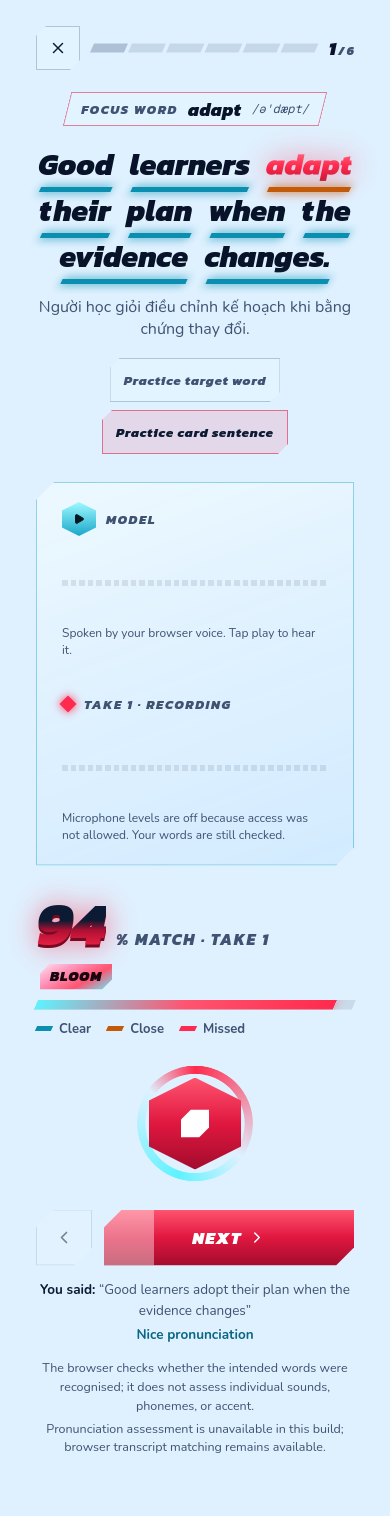 1/6
FOCUS WORD adapt /ə'dæpt/
Good learners adapt
their plan when the
evidence changes.
Người học giỏi điều chỉnh kế hoạch khi bằng
chứng thay đổi.
Practice target word
Practice card sentence
MODEL
Spoken by your browser voice. Tap play to hear
it.
TAKE 1 · RECORDING
Microphone levels are off because access was
not allowed. Your words are still checked.
94 % MATCH · TAKE 1
BLOOM
Clear Close Missed
NEXT
You said: “Good learners adopt their plan when the
evidence changes”
Nice pronunciation
The browser checks whether the intended words were
recognised; it does not assess individual sounds,
phonemes, or accent.
Pronunciation assessment is unavailable in this build;
browser transcript matching remains available.